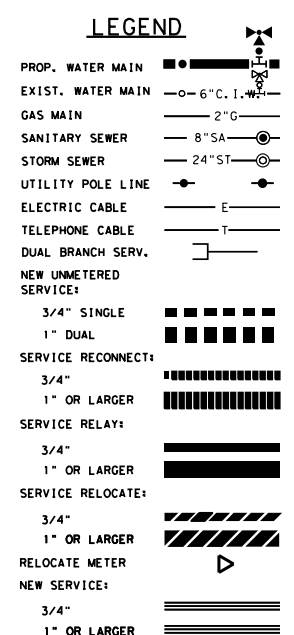 LEGEND
PROP. WATER MAIN
EXIST. WATER MAIN 6"C.I.W.
GAS MAIN 2"G
SANITARY SEWER 8"SA
STORM SEWER 24"ST
UTILITY POLE LINE
ELECTRIC CABLE E
TELEPHONE CABLE T
DUAL BRANCH SERV.
NEW UNMETERED
SERVICE:
3/4" SINGLE
1" DUAL
SERVICE RECONNECT:
3/4"
1" OR LARGER
SERVICE RELAY:
3/4"
1" OR LARGER
SERVICE RELOCATE:
3/4"
1" OR LARGER
RELOCATE METER
NEW SERVICE:
3/4"
1" OR LARGER